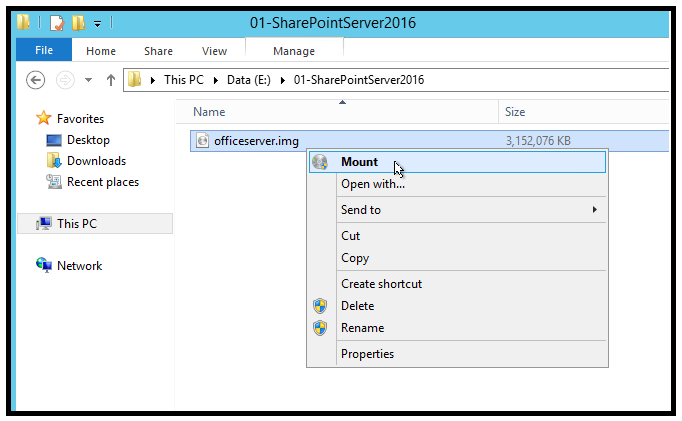 01-SharePointServer2016
File Home Share View Manage
This PC Data (E:) 01-SharePointServer2016
Name Size
Favorites
Desktop
Downloads
Recent places
This PC
Network
officeserver.img 3,152,076 KB
Mount
Open with...
Send to
Cut
Copy
Create shortcut
Delete
Rename
Properties